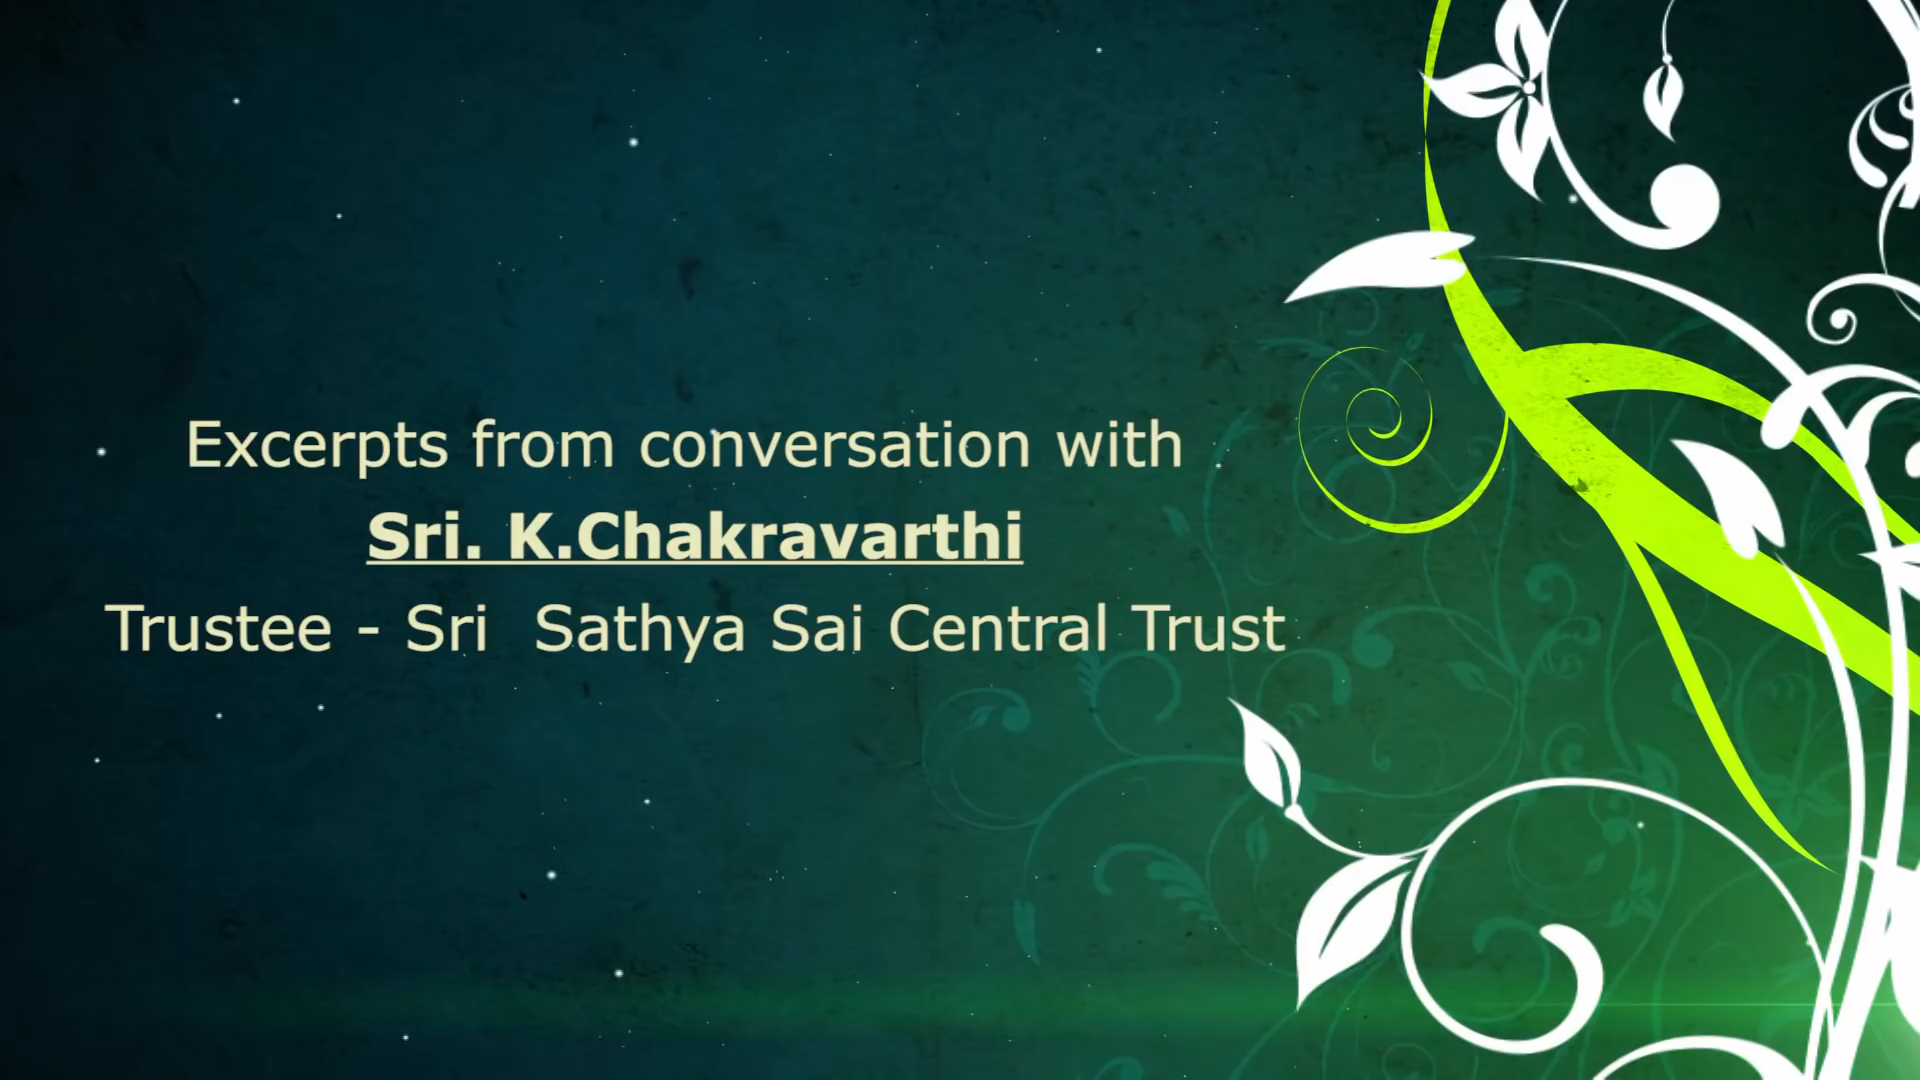 Excerpts from conversation with
Sri. K.Chakravarthi
Trustee - Sri  Sathya Sai Central Trust